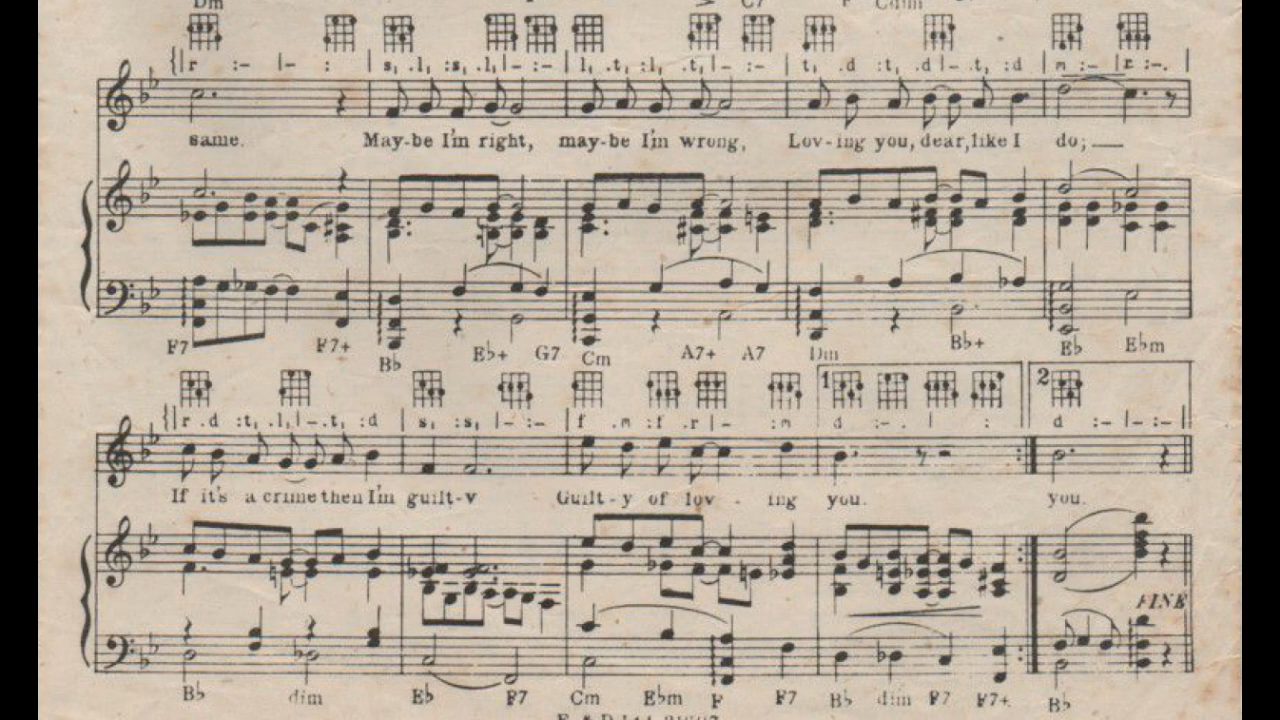 Dm C7 F Cdim
{| r :- |- : | s, .l, :s, .l, |- :- | l, .t, :l, .t, |- :- | t, .d :t, .d |- .t, :d | m :- | r :-.
same. May-be I'm right, may-be I'm wrong, Lov-ing you, dear, like I do;
F7 F7+ Bb Eb+ G7 Cm A7+ A7 Dm Bb+ Eb Ebm
1 2
{| r .d :t, .l, |- .t, :d | s, :s, |- :- | f .m :f .r |- :m | d :-. | : d :- |- :-
If it's a crime then I'm guilt-y Guilt-y of lov - ing you. you.
FINE
Bb dim Eb F7 Cm Ebm F F7 Bb dim F7 F7+ Bb